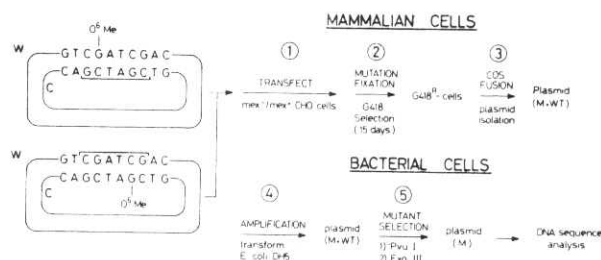 O⁶ Me
W
GTCGATCGAC
CAGCTAGCTG
C
W
GTCGATCGAC
CAGCTAGCTG
C
O⁶ Me
MAMMALIAN CELLS
① ② ③
TRANSFECT
mex⁻/mex⁺ CHO cells
MUTATION
FIXATION
G418
Selection
(15 days)
G418ᴿ-cells
COS
FUSION
plasmid
isolation
Plasmid
(M+WT)
BACTERIAL CELLS
④ ⑤
AMPLIFICATION
transform
E. coli DH5
plasmid
(M+WT)
MUTANT
SELECTION
1) Pvu I
2) Exo III
plasmid
(M)
DNA sequence
analysis